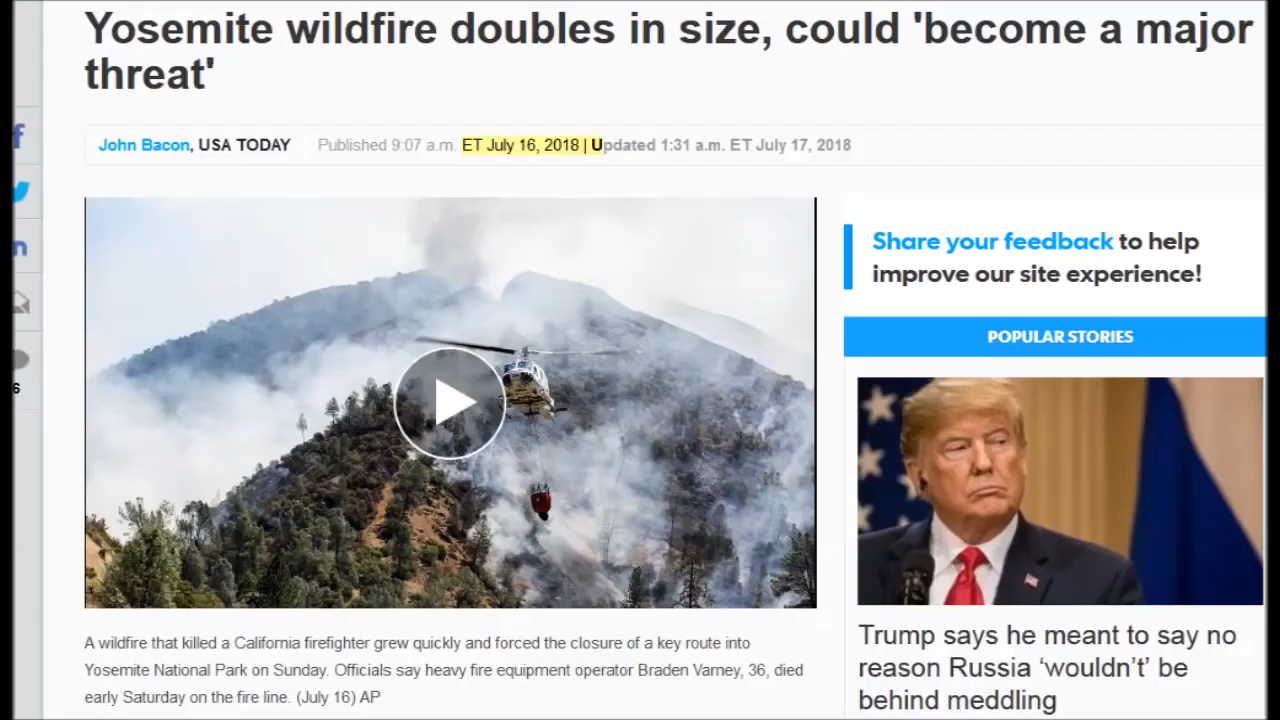 Yosemite wildfire doubles in size, could 'become a major
threat'
John Bacon, USA TODAY Published 9:07 a.m. ET July 16, 2018 | Updated 1:31 a.m. ET July 17, 2018
6
Share your feedback to help
improve our site experience!
POPULAR STORIES
A wildfire that killed a California firefighter grew quickly and forced the closure of a key route into
Yosemite National Park on Sunday. Officials say heavy fire equipment operator Braden Varney, 36, died
early Saturday on the fire line. (July 16) AP
Trump says he meant to say no
reason Russia ‘wouldn’t’ be
behind meddling